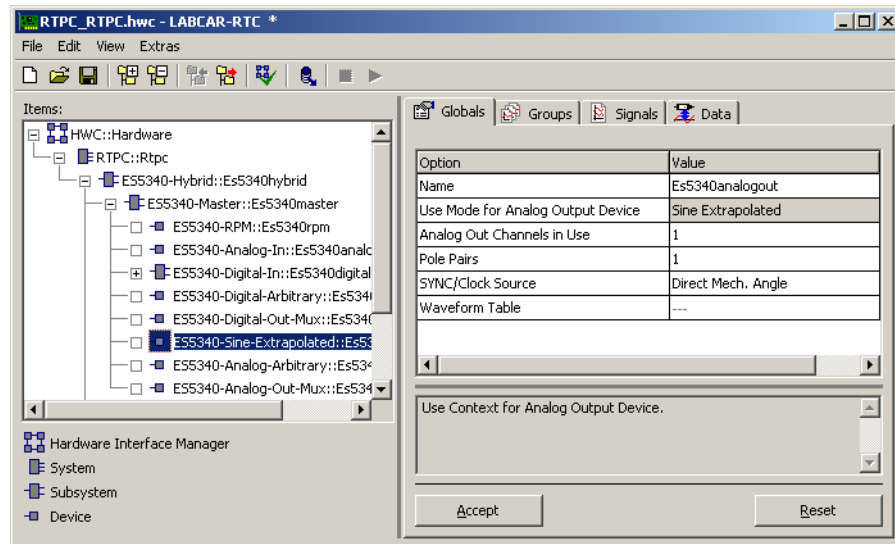 RTPC_RTPC.hwc - LABCAR-RTC *
File Edit View Extras
Items:
HWC::Hardware
RTPC::Rtpc
ES5340-Hybrid::Es5340hybrid
ES5340-Master::Es5340master
ES5340-RPM::Es5340rpm
ES5340-Analog-In::Es5340analo
ES5340-Digital-In::Es5340digital
ES5340-Digital-Arbitrary::Es534
ES5340-Digital-Out-Mux::Es534
ES5340-Sine-Extrapolated::Es53
ES5340-Analog-Arbitrary::Es534
ES5340-Analog-Out-Mux::Es534
Hardware Interface Manager
System
Subsystem
Device
Globals Groups Signals Data
Option Value
Name Es5340analogout
Use Mode for Analog Output Device Sine Extrapolated
Analog Out Channels in Use 1
Pole Pairs 1
SYNC/Clock Source Direct Mech. Angle
Waveform Table ---
Use Context for Analog Output Device.
Accept Reset